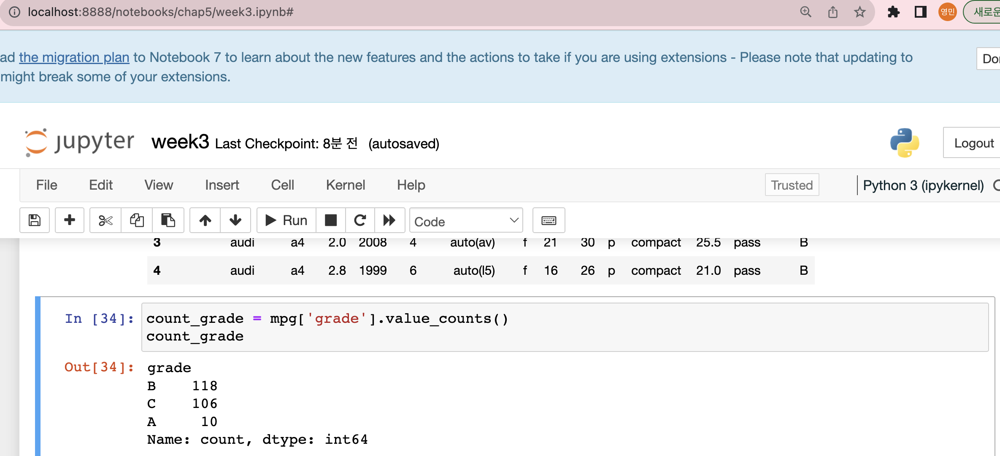 localhost:8888/notebooks/chap5/week3.ipynb#
영민
새로운
ad the migration plan to Notebook 7 to learn about the new features and the actions to take if you are using extensions - Please note that updating to
might break some of your extensions.
jupyter week3 Last Checkpoint: 8분 전 (autosaved)
Logout
File Edit View Insert Cell Kernel Help Trusted Python 3 (ipykernel)
Run Code
3 audi a4 2.0 2008 4 auto(av) f 21 30 p compact 25.5 pass B
4 audi a4 2.8 1999 6 auto(l5) f 16 26 p compact 21.0 pass B
In [34]: count_grade = mpg['grade'].value_counts()
count_grade
Out[34]: grade
B 118
C 106
A 10
Name: count, dtype: int64